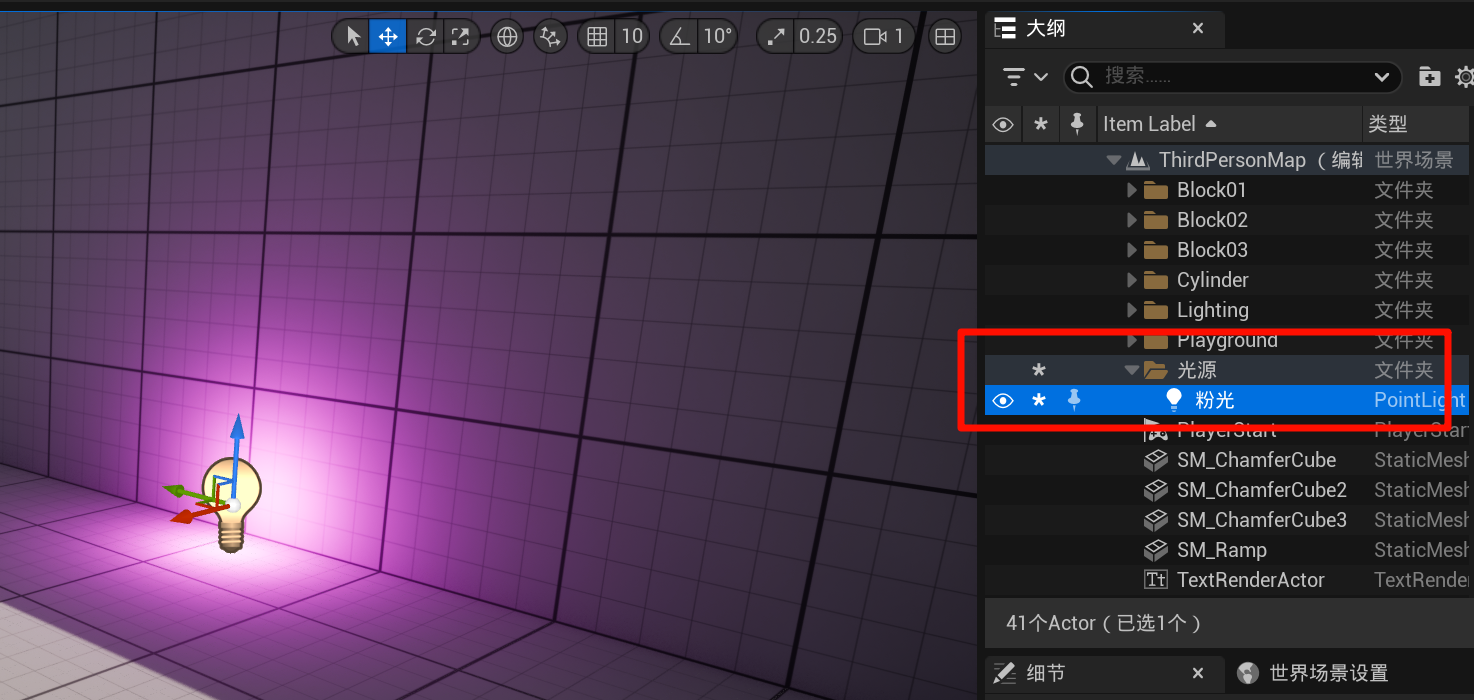 10 10° 0.25 1
大纲
搜索......
Item Label 类型
ThirdPersonMap （编辑 世界场景
Block01 文件夹
Block02 文件夹
Block03 文件夹
Cylinder 文件夹
Lighting 文件夹
Playground 文件夹
光源 文件夹
粉光 PointLight
PlayerStart PlayerStar
SM_ChamferCube StaticMesh
SM_ChamferCube2 StaticMesh
SM_ChamferCube3 StaticMesh
SM_Ramp StaticMesh
Tt TextRenderActor TextRende
41个Actor（已选1个）
细节 世界场景设置